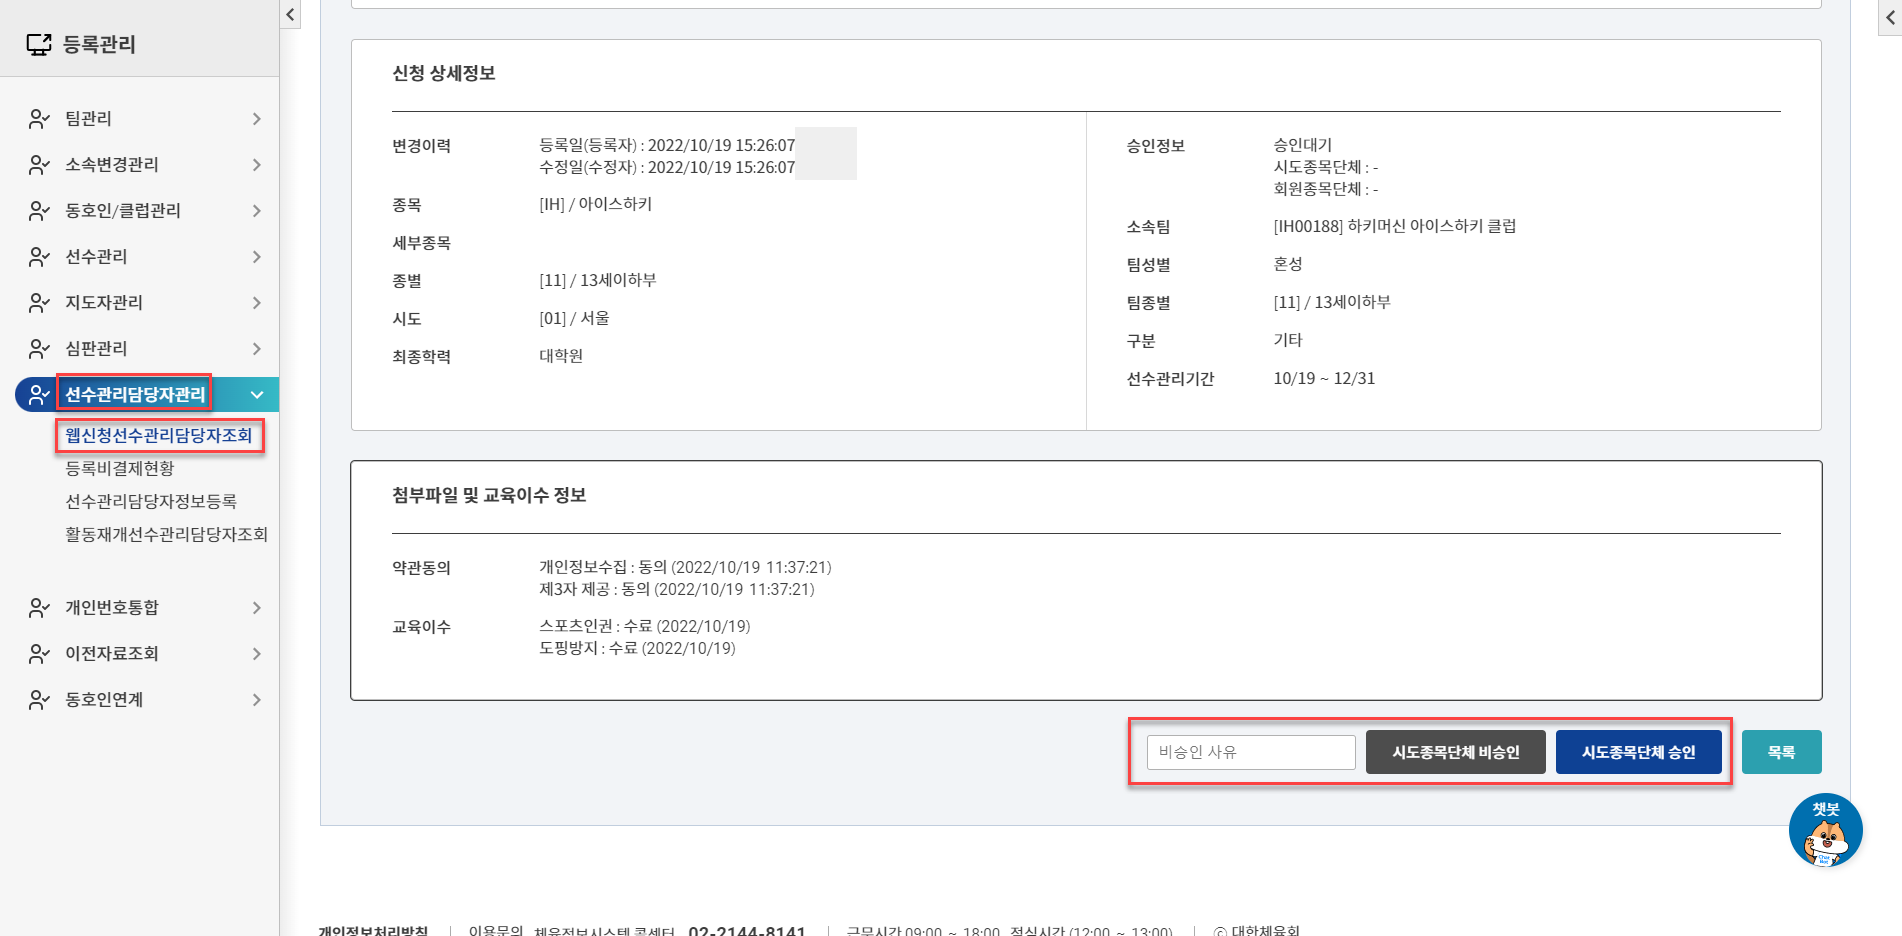 등록관리
팀관리
소속변경관리
동호인/클럽관리
선수관리
지도자관리
심판관리
선수관리담당자관리
웹신청선수관리담당자조회
등록비결제현황
선수관리담당자정보등록
활동재개선수관리담당자조회
개인번호통합
이전자료조회
동호인연계
신청 상세정보
변경이력 등록일(등록자) : 2022/10/19 15:26:07
수정일(수정자) : 2022/10/19 15:26:07
종목 [IH] / 아이스하키
세부종목
종별 [11] / 13세이하부
시도 [01] / 서울
최종학력 대학원
승인정보 승인대기
시도종목단체 : -
회원종목단체 : -
소속팀 [IH00188] 하키머신 아이스하키 클럽
팀성별 혼성
팀종별 [11] / 13세이하부
구분 기타
선수관리기간 10/19 ~ 12/31
첨부파일 및 교육이수 정보
약관동의 개인정보수집 : 동의 (2022/10/19 11:37:21)
제3자 제공 : 동의 (2022/10/19 11:37:21)
교육이수 스포츠인권 : 수료 (2022/10/19)
도핑방지 : 수료 (2022/10/19)
비승인 사유 시도종목단체 비승인 시도종목단체 승인 목록
챗봇
Chat
Bot
개인정보처리방침 이용문의 체육정보시스템 콜센터 02-2144-8141 근무시간 09:00 ~ 18:00 점심시간 (12:00 ~ 13:00) ⓒ 대한체육회